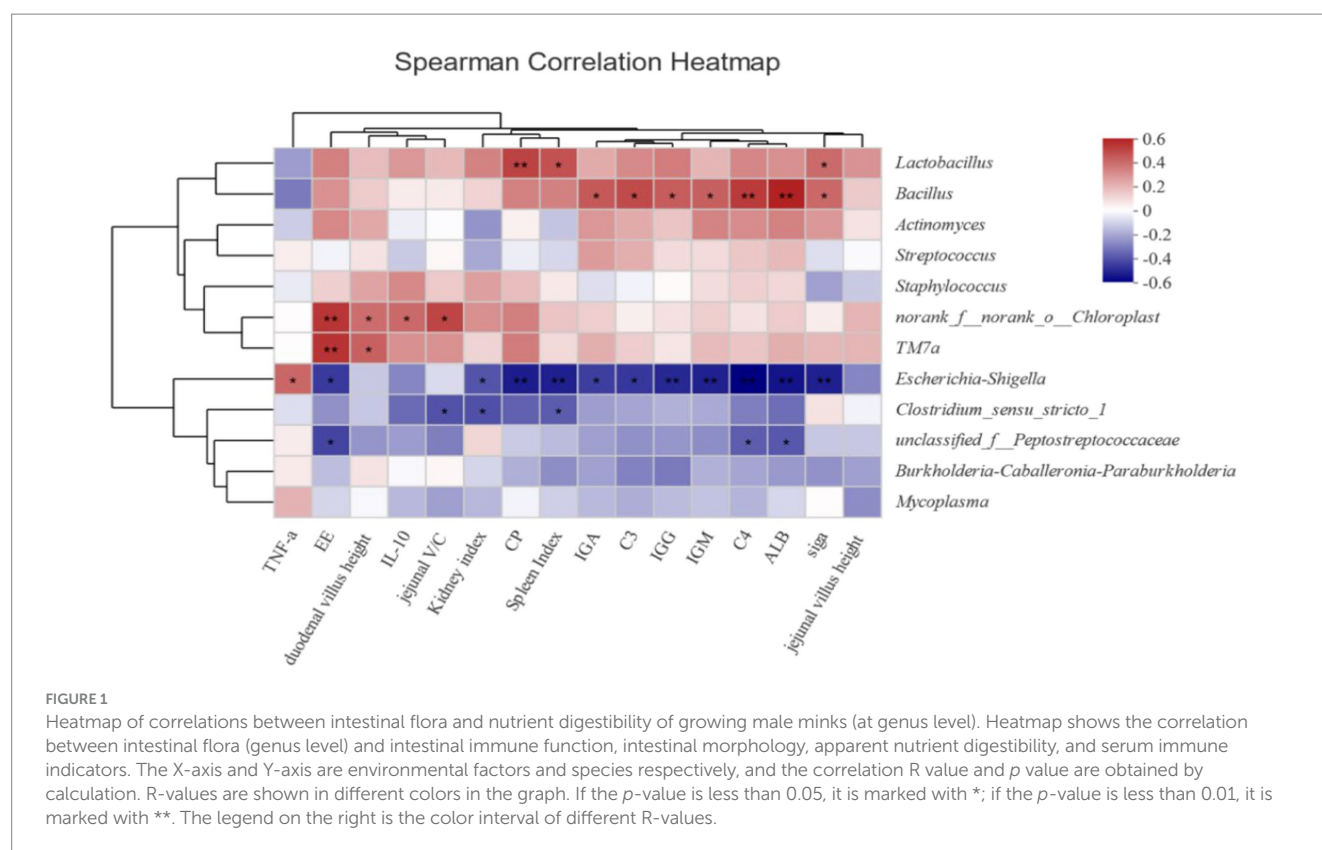 Spearman Correlation Heatmap
0.6
0.4
0.2
0
-0.2
-0.4
-0.6
Lactobacillus
Bacillus
Actinomyces
Streptococcus
Staphylococcus
norank_f__norank_o__Chloroplast
TM7a
Escherichia-Shigella
Clostridium_sensu_stricto_1
unclassified_f__Peptostreptococcaceae
Burkholderia-Caballeronia-Paraburkholderia
Mycoplasma
** * *
* * * * ** ** *
** * * *
** *
* * * ** ** * * ** ** ** ** **
* * *
* * *
TNF-a
EE
duodenal villus height
IL-10
jejunal V/C
Kidney index
CP
Spleen Index
IGA
C3
IGG
IGM
C4
ALB
siga
jejunal villus height
FIGURE 1
Heatmap of correlations between intestinal flora and nutrient digestibility of growing male minks (at genus level). Heatmap shows the correlation
between intestinal flora (genus level) and intestinal immune function, intestinal morphology, apparent nutrient digestibility, and serum immune
indicators. The X-axis and Y-axis are environmental factors and species respectively, and the correlation R value and p value are obtained by
calculation. R-values are shown in different colors in the graph. If the p-value is less than 0.05, it is marked with *; if the p-value is less than 0.01, it is
marked with **. The legend on the right is the color interval of different R-values.